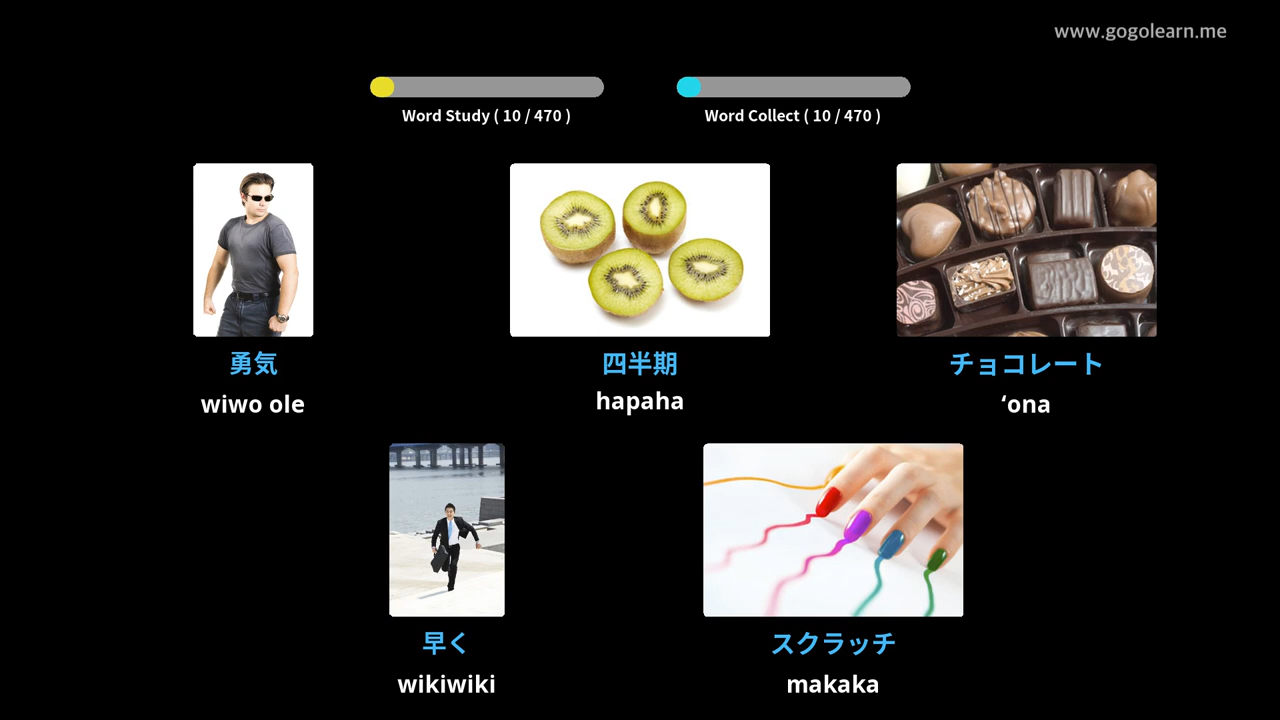 www.gogolearn.me
Word Study ( 10 / 470 )
Word Collect ( 10 / 470 )
勇気
wiwo ole
四半期
hapaha
チョコレート
ʻona
早く
wikiwiki
スクラッチ
makaka